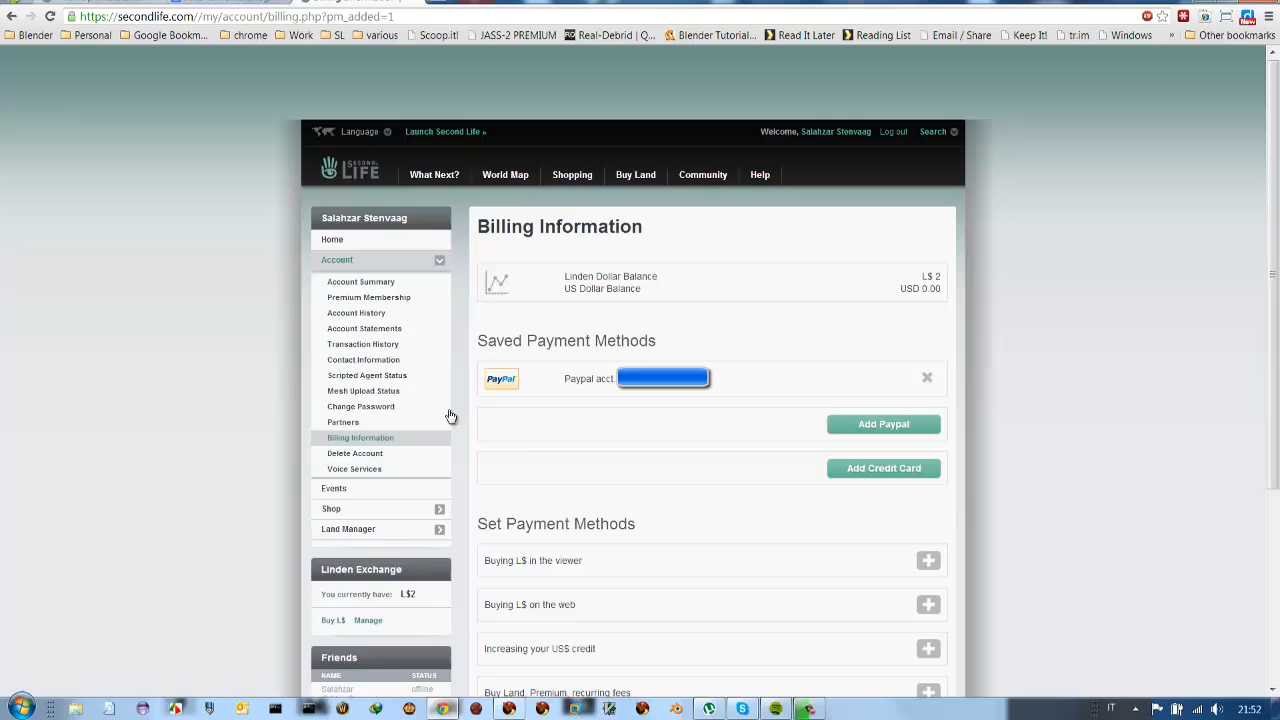 https://secondlife.com/my/account/billing.php?pm_added=1
Blender Personal Google Bookm... chrome Work SL various Scoop.it! JASS-2 PREMIUM Real-Debrid | Q... Blender Tutorial... Read It Later Reading List Email / Share Keep It! tr.im Windows » Other bookmarks
Language Launch Second Life » Welcome, Salahzar Stenvaag Log out Search
SECOND LIFE What Next? World Map Shopping Buy Land Community Help
Salahzar Stenvaag
Home
Account
Account Summary
Premium Membership
Account History
Account Statements
Transaction History
Contact Information
Scripted Agent Status
Mesh Upload Status
Change Password
Partners
Billing Information
Delete Account
Voice Services
Events
Shop
Land Manager
Linden Exchange
You currently have: L$2
Buy L$ Manage
Friends
NAME STATUS
Salahzar offline
Billing Information
Linden Dollar Balance L$ 2
US Dollar Balance USD 0.00
Saved Payment Methods
PayPal Paypal acct
Add Paypal
Add Credit Card
Set Payment Methods
Buying L$ in the viewer
Buying L$ on the web
Increasing your US$ credit
Buy Land, Premium, recurring fees
IT 21:52